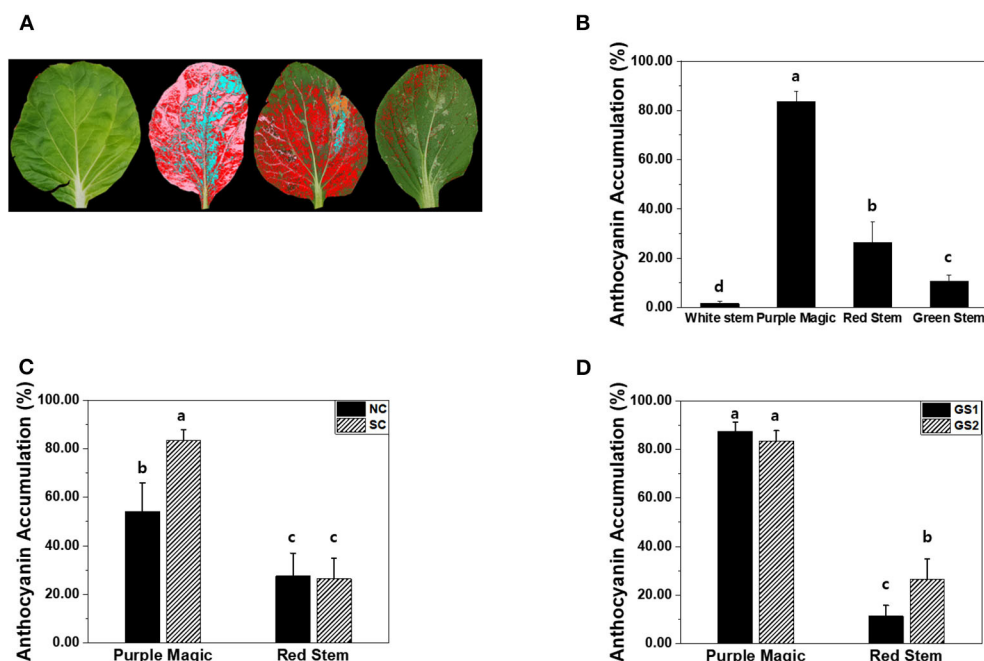 A
B
Anthocyanin Accumulation (%)
100.00
80.00
60.00
40.00
20.00
0.00
d
a
b
c
White stem Purple Magic Red Stem Green Stem
C
Anthocyanin Accumulation (%)
100.00
80.00
60.00
40.00
20.00
0.00
NC
SC
b
a
c
c
Purple Magic
Red Stem
D
Anthocyanin Accumulation (%)
100.00
80.00
60.00
40.00
20.00
0.00
GS1
GS2
a
a
c
b
Purple Magic
Red Stem